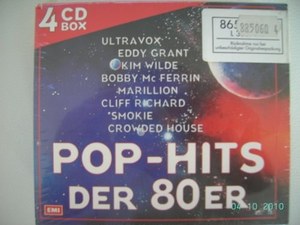 4 CD
BOX
ULTRAVOX
EDDY GRANT
KIM WILDE
BOBBY Mc FERRIN
MARILLION
CLIFF RICHARD
SMOKIE
CROWDED HOUSE
POP-HITS
DER 80ER
EMI
04 10 2010